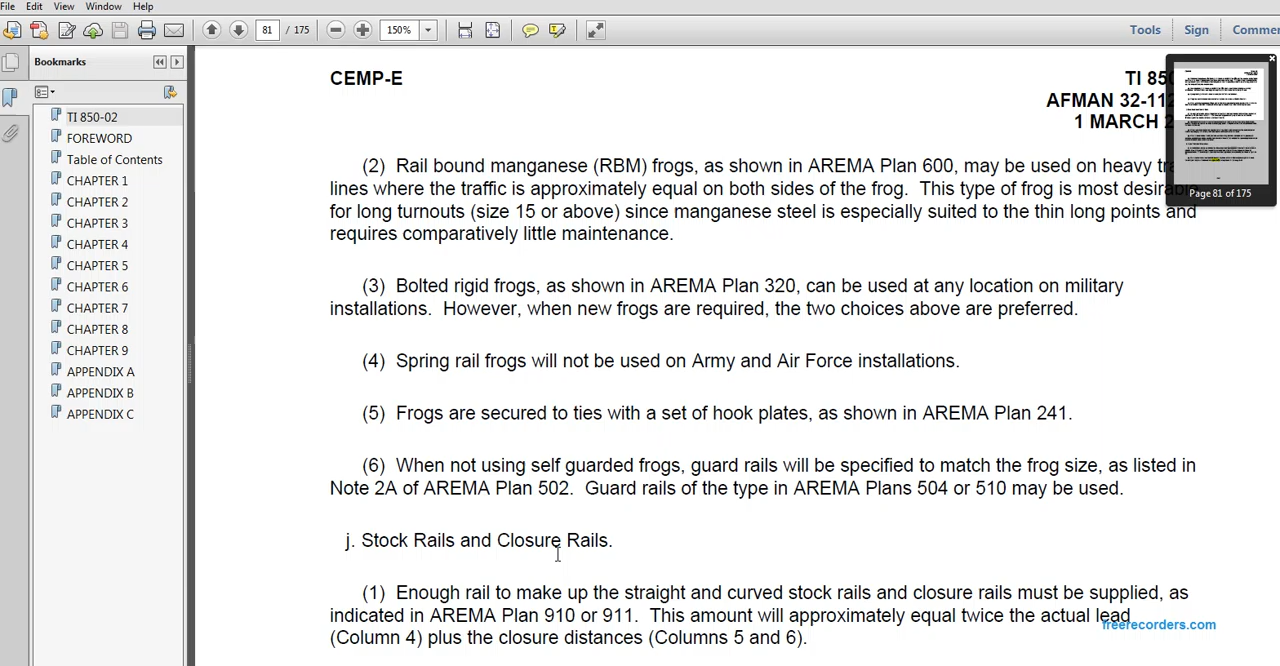 File Edit View Window Help
81 / 175 150% Tools Sign Comme
Bookmarks
TI 850-02
FOREWORD
Table of Contents
CHAPTER 1
CHAPTER 2
CHAPTER 3
CHAPTER 4
CHAPTER 5
CHAPTER 6
CHAPTER 7
CHAPTER 8
CHAPTER 9
APPENDIX A
APPENDIX B
APPENDIX C
CEMP-E TI 850
AFMAN 32-112
1 MARCH 2
Page 81 of 175
(2) Rail bound manganese (RBM) frogs, as shown in AREMA Plan 600, may be used on heavy tra
lines where the traffic is approximately equal on both sides of the frog. This type of frog is most desirable
for long turnouts (size 15 or above) since manganese steel is especially suited to the thin long points and
requires comparatively little maintenance.
(3) Bolted rigid frogs, as shown in AREMA Plan 320, can be used at any location on military
installations. However, when new frogs are required, the two choices above are preferred.
(4) Spring rail frogs will not be used on Army and Air Force installations.
(5) Frogs are secured to ties with a set of hook plates, as shown in AREMA Plan 241.
(6) When not using self guarded frogs, guard rails will be specified to match the frog size, as listed in
Note 2A of AREMA Plan 502. Guard rails of the type in AREMA Plans 504 or 510 may be used.
j. Stock Rails and Closure Rails.
(1) Enough rail to make up the straight and curved stock rails and closure rails must be supplied, as
indicated in AREMA Plan 910 or 911. This amount will approximately equal twice the actual lead
(Column 4) plus the closure distances (Columns 5 and 6).
freerecorders.com